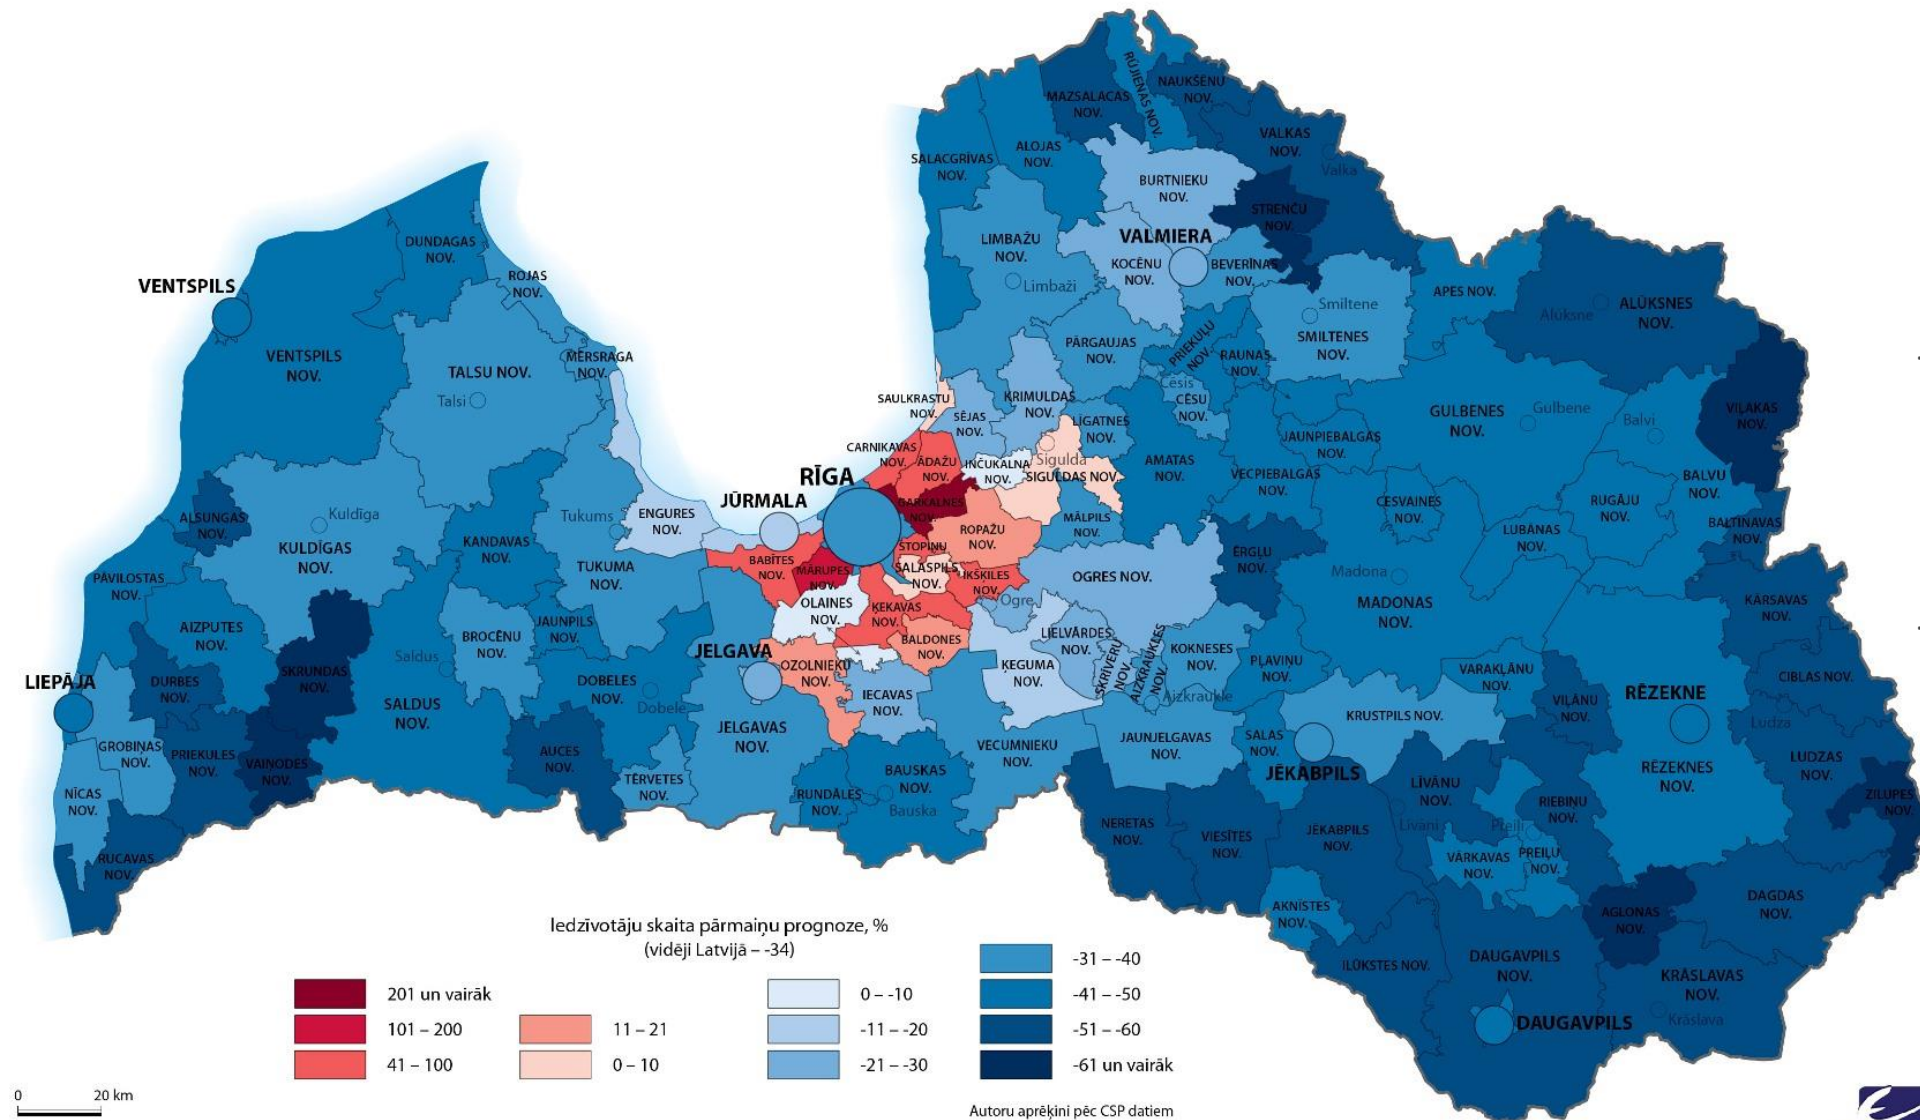 MAZSALACAS
NOV.
RŪJIENAS NOV.
NAUKŠĒNU
NOV.
VALKAS
NOV.
Valka
SALACGRĪVAS
NOV.
ALOJAS
NOV.
BURTNIEKU
NOV.
STRENČU
NOV.
DUNDAGAS
NOV.
ROJAS
NOV.
LIMBAŽU
NOV.
Limbaži
VALMIERA
KOCĒNU
NOV.
BEVERĪNAS
NOV.
VENTSPILS
VENTSPILS
NOV.
APES NOV.
Alūksne
ALŪKSNES
NOV.
Smiltene
SMILTENES
NOV.
TALSU NOV.
Talsi
MĒRSRAGA
NOV.
PĀRGAUJAS
NOV.
PRIEKUĻU
NOV.
RAUNAS
NOV.
Cēsis
CĒSU
NOV.
SAULKRASTU
NOV.
SĒJAS
NOV.
KRIMULDAS
NOV.
LĪGATNES
NOV.
GULBENES
NOV.
Gulbene
Balvi
VIĻAKAS
NOV.
CARNIKAVAS
NOV.
ĀDAŽU
NOV.
INČUKALNA
NOV.
Sigulda
SIGULDAS NOV.
AMATAS
NOV.
JAUNPIEBALGAS
NOV.
VECPIEBALGAS
NOV.
BALVU
NOV.
RĪGA
JŪRMALA
GARKALNES
NOV.
ROPAŽU
NOV.
MĀLPILS
NOV.
CESVAINES
NOV.
LUBĀNAS
NOV.
RUGĀJU
NOV.
BALTINAVAS
NOV.
ALSUNGAS
NOV.
Kuldīga
KULDĪGAS
NOV.
KANDAVAS
NOV.
Tukums
TUKUMA
NOV.
ENGURES
NOV.
BABĪTES
NOV.
MĀRUPES
NOV.
STOPIŅU
NOV.
SALASPILS
NOV.
IKŠĶILES
NOV.
OGRES NOV.
Ogre
ĒRGĻU
NOV.
Madona
MADONAS
NOV.
KĀRSAVAS
NOV.
PĀVILOSTAS
NOV.
AIZPUTES
NOV.
OLAINES
NOV.
ĶEKAVAS
NOV.
BALDONES
NOV.
LIELVĀRDES
NOV.
SKRĪVERU
NOV.
AIZKRAUKLES
NOV.
Aizkraukle
KOKNESES
NOV.
PĻAVIŅU
NOV.
VARAKĻĀNU
NOV.
BROCĒNU
NOV.
JAUNPILS
NOV.
JELGAVA
OZOLNIEKU
NOV.
IECAVAS
NOV.
ĶEGUMA
NOV.
LIEPĀJA
DURBES
NOV.
SKRUNDAS
NOV.
Saldus
SALDUS
NOV.
DOBELES
NOV.
Dobele
JELGAVAS
NOV.
VIĻĀNU
NOV.
RĒZEKNE
CIBLAS NOV.
Ludza
LUDZAS
NOV.
GROBIŅAS
NOV.
PRIEKULES
NOV.
VAIŅODES
NOV.
AUCES
NOV.
TĒRVETES
NOV.
RUNDĀLES
NOV.
BAUSKAS
NOV.
Bauska
VECUMNIEKU
NOV.
JAUNJELGAVAS
NOV.
SALAS
NOV.
KRUSTPILS NOV.
JĒKABPILS
RĒZEKNES
NOV.
ZILUPES
NOV.
NĪCAS
NOV.
RUCAVAS
NOV.
NERETAS
NOV.
VIESĪTES
NOV.
JĒKABPILS
NOV.
LĪVĀNU
NOV.
Līvāni
RIEBIŅU
NOV.
Preiļi
PREIĻU
NOV.
VĀRKAVAS
NOV.
AKNĪSTES
NOV.
AGLONAS
NOV.
DAGDAS
NOV.
ILŪKSTES NOV.
DAUGAVPILS
NOV.
KRĀSLAVAS
NOV.
Krāslava
DAUGAVPILS
Iedzīvotāju skaita pārmaiņu prognoze, %
(vidēji Latvijā – -34)
201 un vairāk
101 – 200
41 – 100
11 – 21
0 – 10
0 – -10
-11 – -20
-21 – -30
-31 – -40
-41 – -50
-51 – -60
-61 un vairāk
0 20 km
Autoru aprēķini pēc CSP datiem